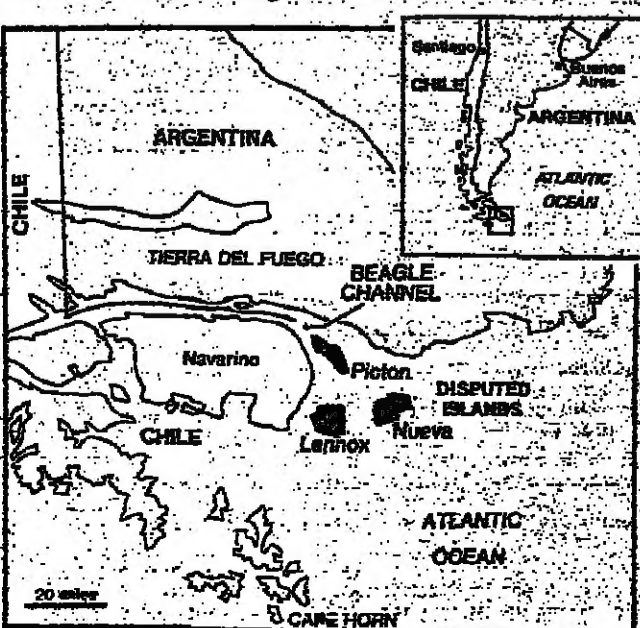 Santiago
CHILE
Buenos
Aires
ARGENTINA
ATLANTIC
OCEAN
ARGENTINA
CHILE
TIERRA DEL FUEGO
BEAGLE
CHANNEL
Navarino
Picton
DISPUTED
ISLANDS
Lennox
Nueva
CHILE
ATLANTIC
OCEAN
20 miles
CAPE HORN